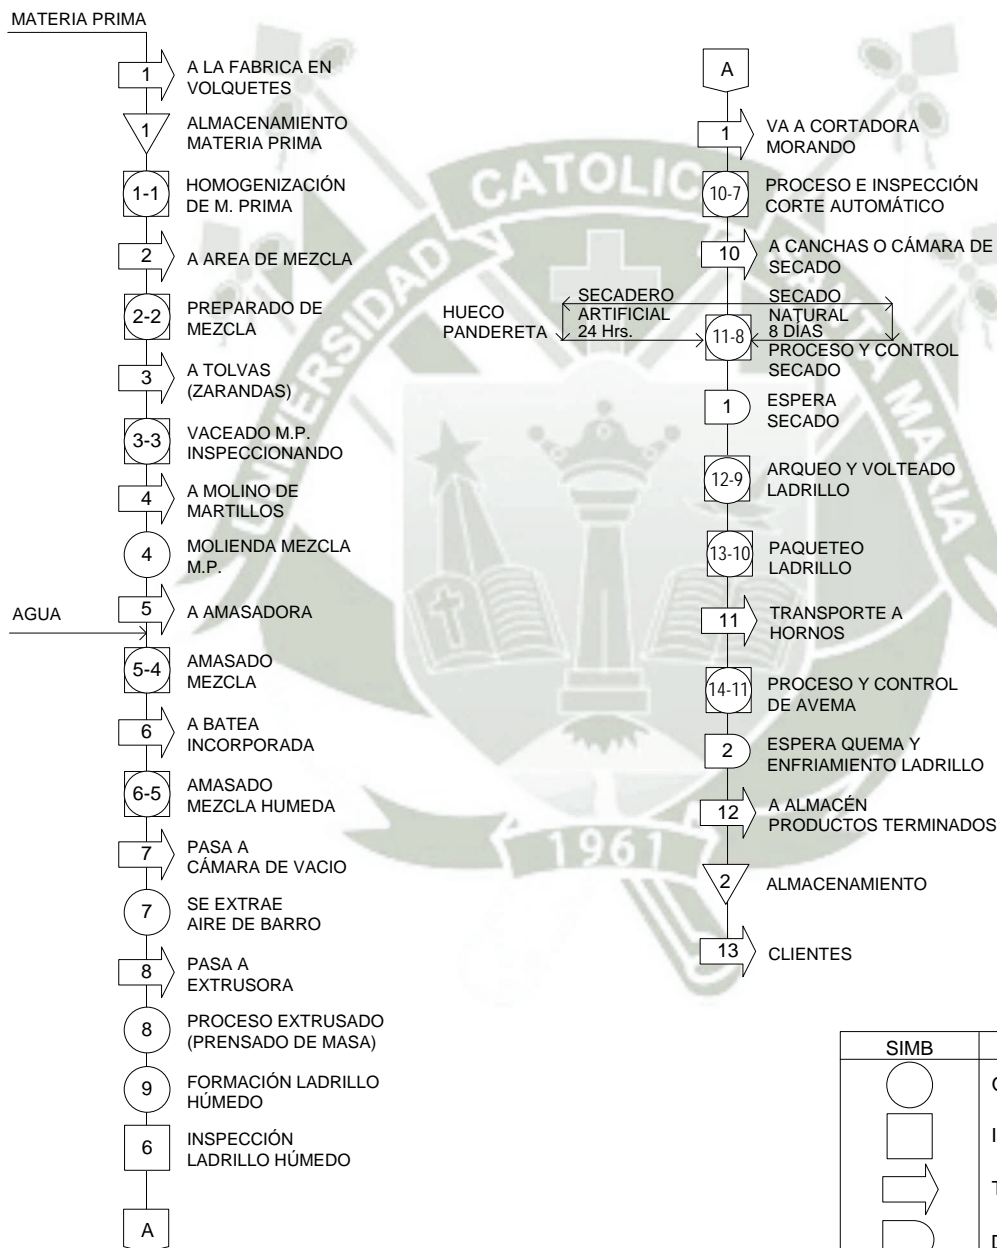 MATERIA PRIMA
1
A LA FABRICA EN
VOLQUETES
1
ALMACENAMIENTO
MATERIA PRIMA
1-1
HOMOGENIZACIÓN
DE M. PRIMA
2
A AREA DE MEZCLA
2-2
PREPARADO DE
MEZCLA
3
A TOLVAS
(ZARANDAS)
3-3
VACEADO M.P.
INSPECCIONANDO
4
A MOLINO DE
MARTILLOS
4
MOLIENDA MEZCLA
M.P.
5
A AMASADORA
AGUA
5-4
AMASADO
MEZCLA
6
A BATEA
INCORPORADA
6-5
AMASADO
MEZCLA HUMEDA
7
PASA A
CÁMARA DE VACIO
7
SE EXTRAE
AIRE DE BARRO
8
PASA A
EXTRUSORA
8
PROCESO EXTRUSADO
(PRENSADO DE MASA)
9
FORMACIÓN LADRILLO
HÚMEDO
6
INSPECCIÓN
LADRILLO HÚMEDO
A
A
1
VA A CORTADORA
MORANDO
10-7
PROCESO E INSPECCIÓN
CORTE AUTOMÁTICO
10
A CANCHAS O CÁMARA DE
SECADO
HUECO
PANDERETA
SECADERO
ARTIFICIAL
24 Hrs.
SECADO
NATURAL
8 DÍAS
11-8
PROCESO Y CONTROL
SECADO
1
ESPERA
SECADO
12-9
ARQUEO Y VOLTEADO
LADRILLO
13-10
PAQUETEO
LADRILLO
11
TRANSPORTE A
HORNOS
14-11
PROCESO Y CONTROL
DE AVEMA
2
ESPERA QUEMA Y
ENFRIAMIENTO LADRILLO
12
A ALMACÉN
PRODUCTOS TERMINADOS
2
ALMACENAMIENTO
13
CLIENTES
SIMB
UNIVERSIDAD CATOLICA SANTA MARIA
1961